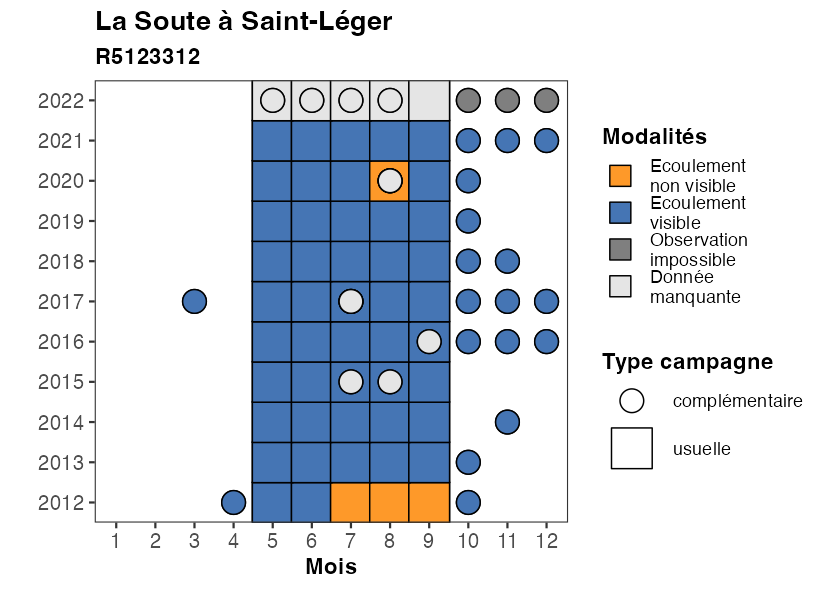 La Soute à Saint-Léger
R5123312
2022
2021
2020
2019
2018
2017
2016
2015
2014
2013
2012
1 2 3 4 5 6 7 8 9 10 11 12
Mois
Modalités
Ecoulement
non visible
Ecoulement
visible
Observation
impossible
Donnée
manquante
Type campagne
complémentaire
usuelle